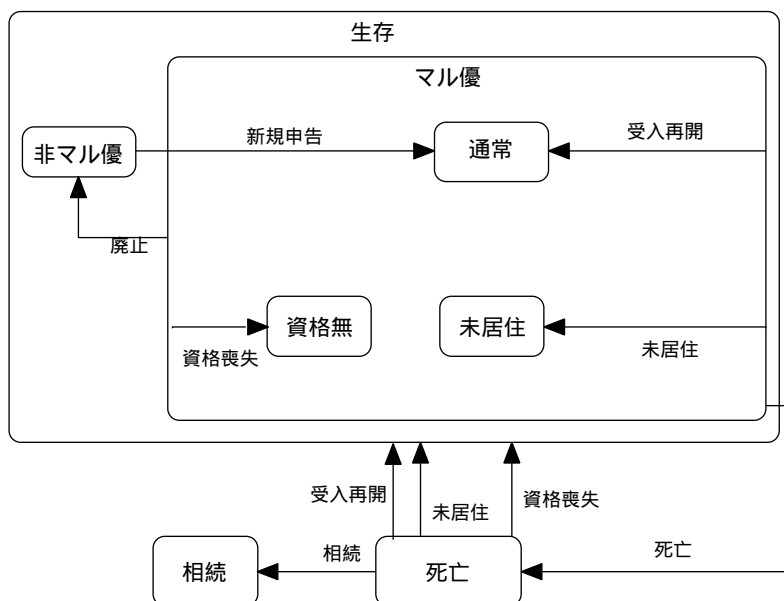 生存
マル優
新規申告
受入再開
非マル優
通常
廃止
資格無
未居住
資格喪失
未居住
受入再開
未居住
資格喪失
相続
相続
死亡
死亡